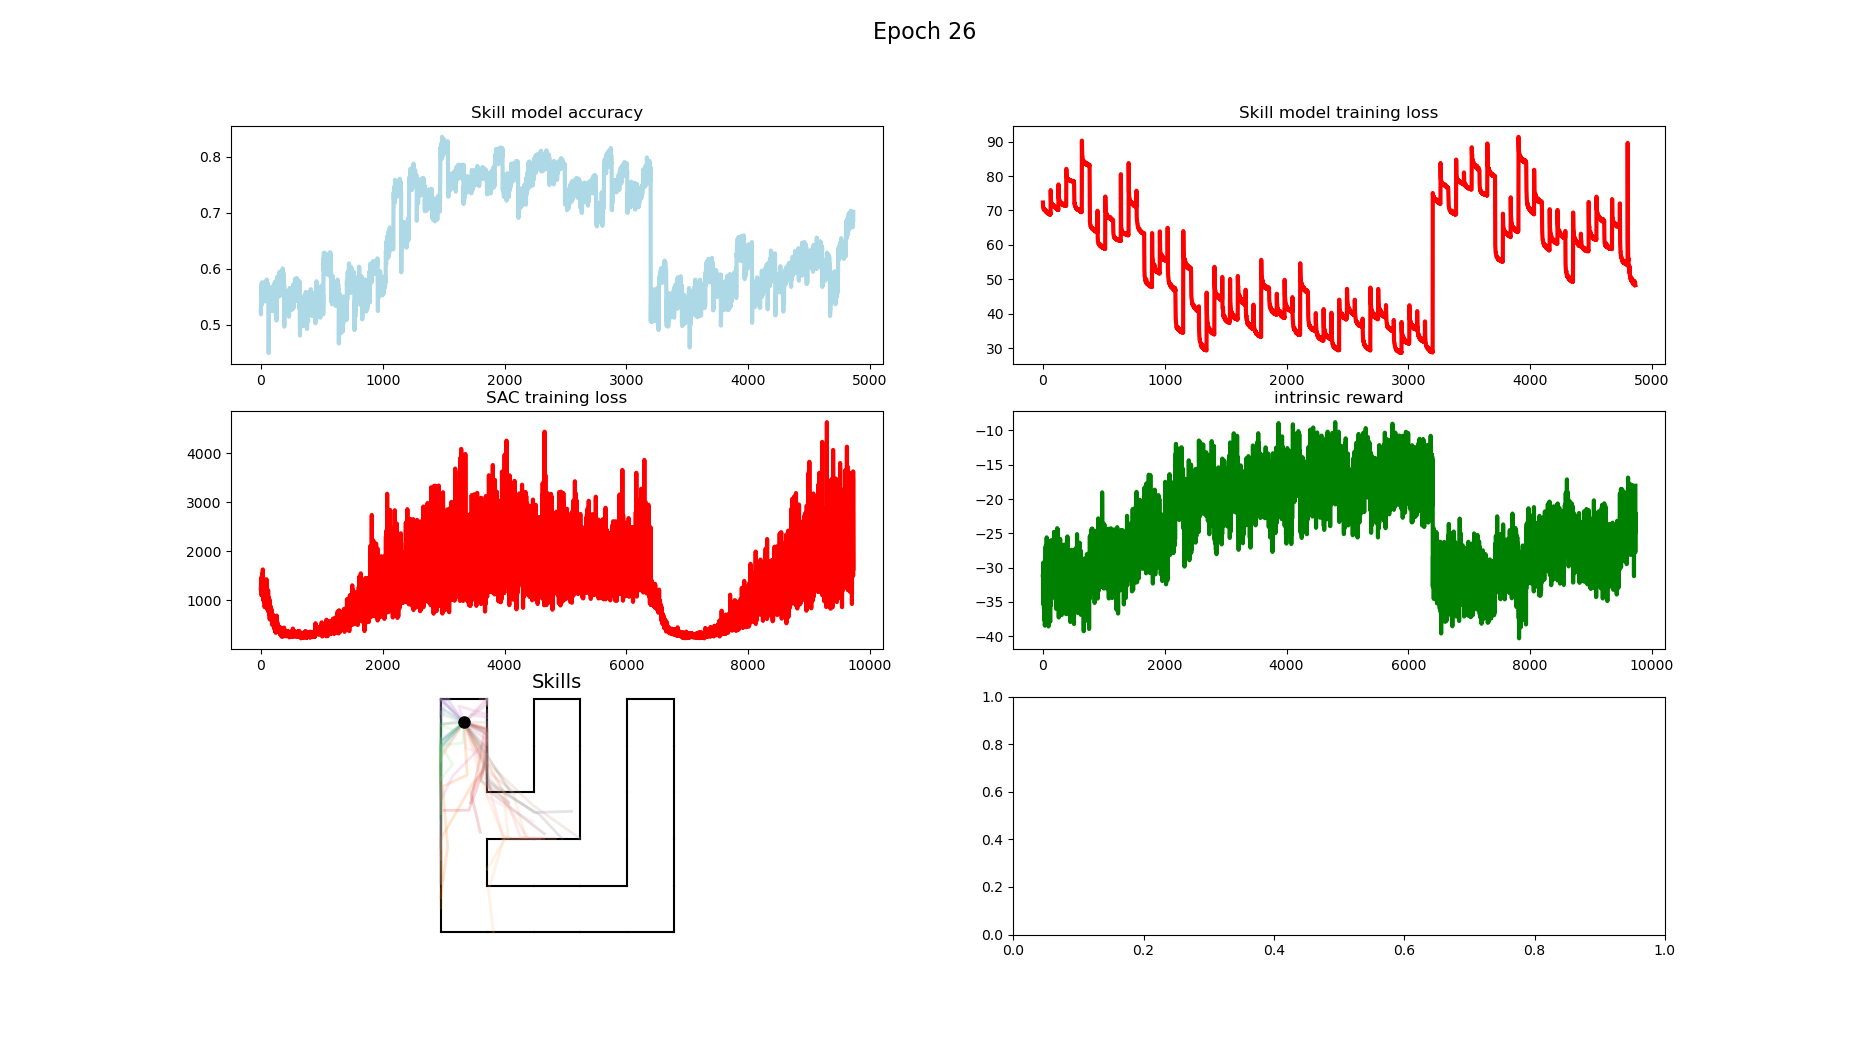 Epoch 26
Skill model accuracy
0.8
0.7
0.6
0.5
0 1000 2000 3000 4000 5000
Skill model training loss
90
80
70
60
50
40
30
0 1000 2000 3000 4000 5000
SAC training loss
4000
3000
2000
1000
0 2000 4000 6000 8000 10000
intrinsic reward
−10
−15
−20
−25
−30
−35
−40
0 2000 4000 6000 8000 10000
Skills
1.0
0.8
0.6
0.4
0.2
0.0
0.0 0.2 0.4 0.6 0.8 1.0